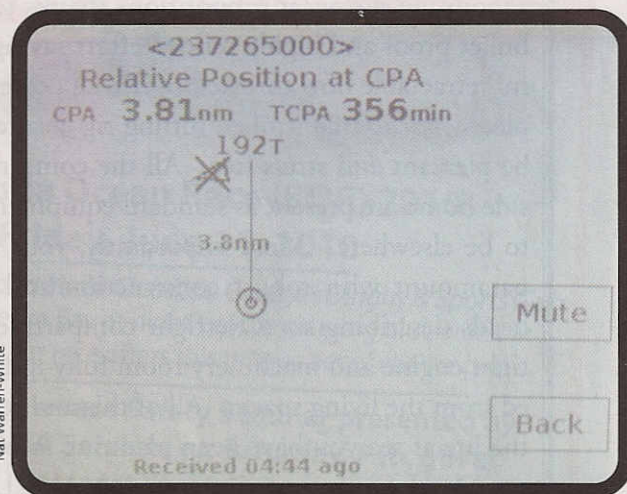 <237265000>
Relative Position at CPA
CPA 3.81nm TCPA 356min
192T
3.8nm
Mute
Back
Received 04:44 ago
Nat Warren-White